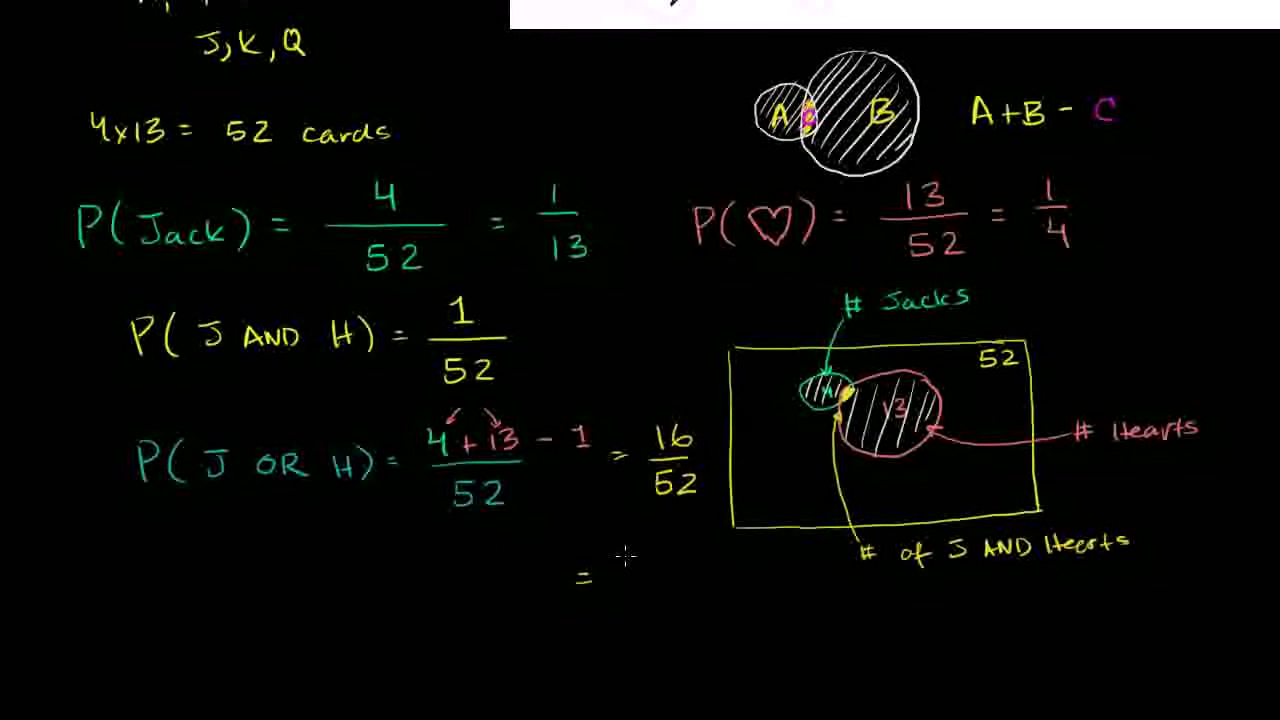 J, K, Q
4x13 = 52 cards
A B A+B - C
P(Jack) = 4/52 = 1/13
P(♡) = 13/52 = 1/4
# Jacks
P( J AND H) = 1/52
52
4 13
# Hearts
P( J OR H) = 4+13 - 1/52 = 16/52
# of J AND Hearts
=